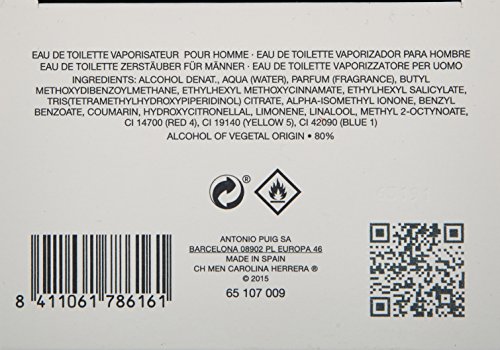 EAU DE TOILETTE VAPORISATEUR POUR HOMME · EAU DE TOILETTE VAPORIZADOR PARA HOMBRE
EAU DE TOILETTE ZERSTÄUBER FÜR MÄNNER · EAU DE TOILETTE VAPORIZZATORE PER UOMO
INGREDIENTS: ALCOHOL DENAT., AQUA (WATER), PARFUM (FRAGRANCE), BUTYL
METHOXYDIBENZOYLMETHANE, ETHYLHEXYL METHOXYCINNAMATE, ETHYLHEXYL SALICYLATE,
TRIS(TETRAMETHYLHYDROXYPIPERIDINOL) CITRATE, ALPHA-ISOMETHYL IONONE, BENZYL
BENZOATE, COUMARIN, HYDROXYCITRONELLAL, LIMONENE, LINALOOL, METHYL 2-OCTYNOATE,
CI 14700 (RED 4), CI 19140 (YELLOW 5), CI 42090 (BLUE 1)
ALCOHOL OF VEGETAL ORIGIN • 80%
®
ANTONIO PUIG SA
BARCELONA 08902 PL EUROPA 46
MADE IN SPAIN
CH MEN CAROLINA HERRERA ®
© 2015
65 107 009
8 411061 786161